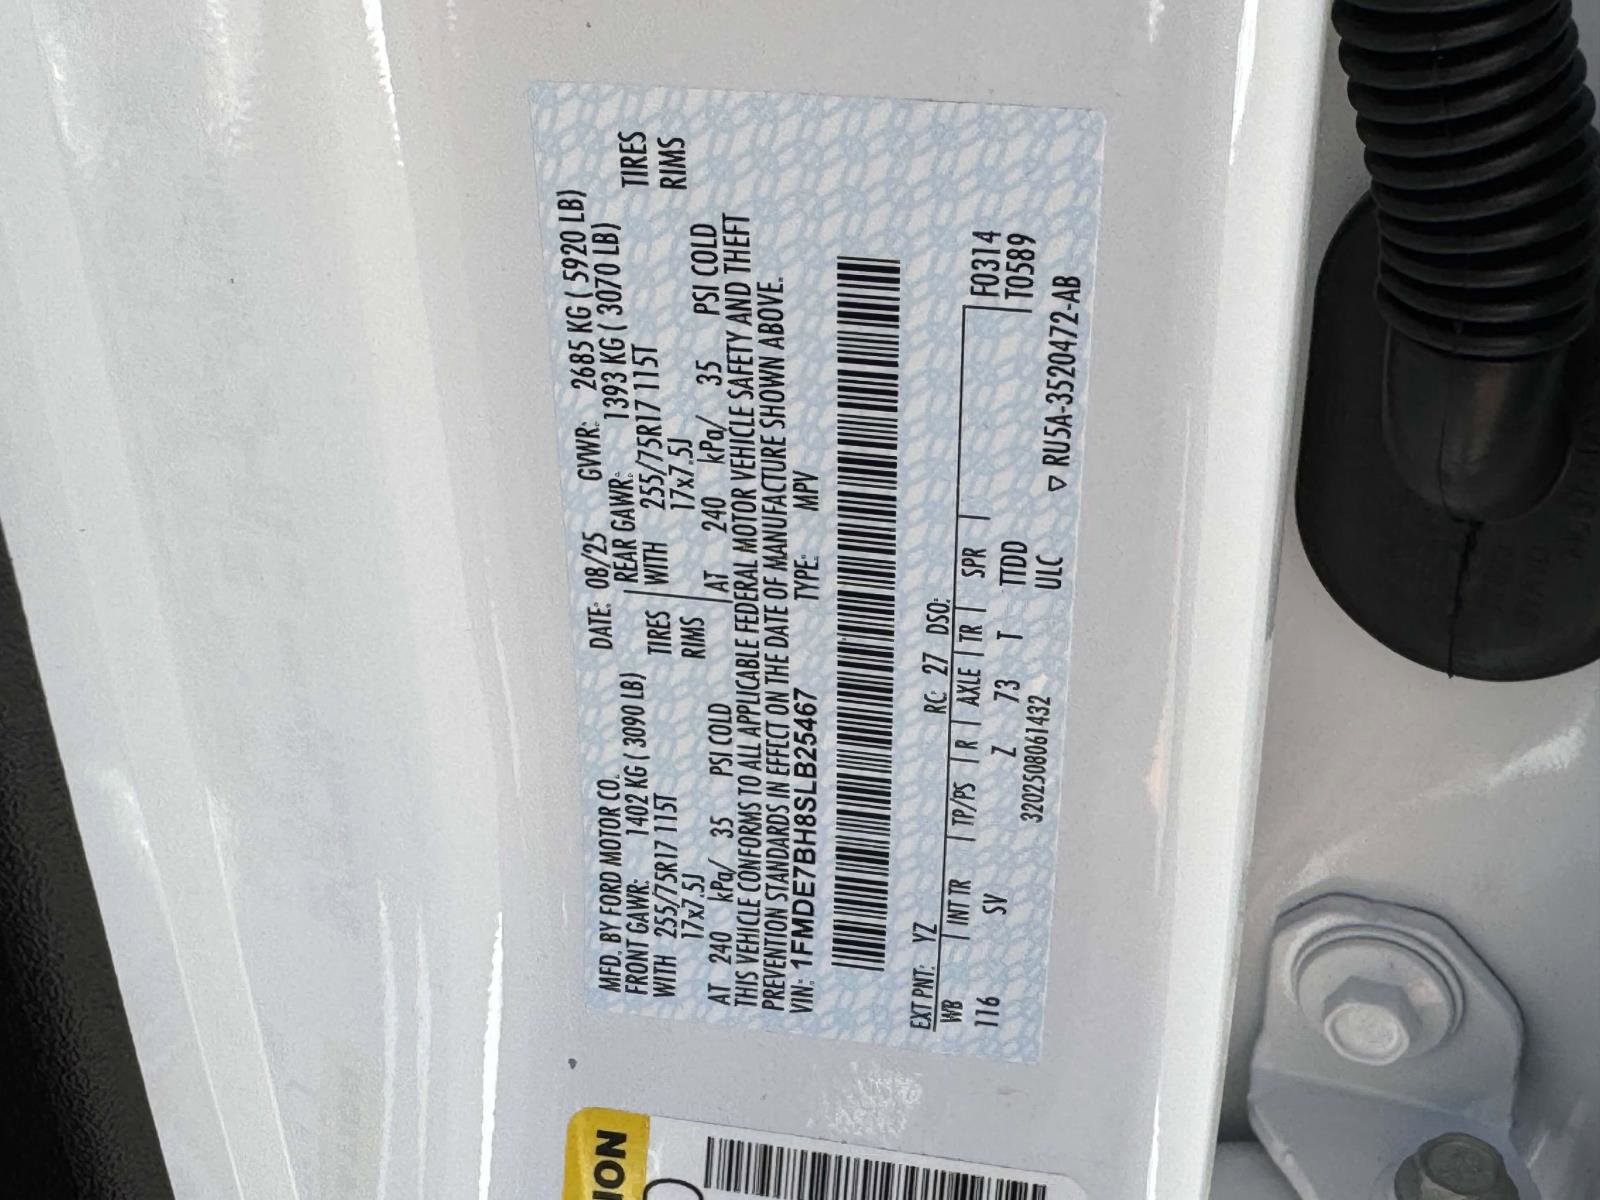 MFD. BY FORD MOTOR CO. DATE: 08/25 GVWR: 2685 KG ( 5920 LB)
FRONT GAWR: 1402 KG ( 3090 LB) REAR GAWR: 1393 KG ( 3070 LB)
WITH 255/75R17 115T TIRES WITH 255/75R17 115T TIRES
17x7.5J RIMS 17x7.5J RIMS
AT 240 kPa/ 35 PSI COLD AT 240 kPa/ 35 PSI COLD
THIS VEHICLE CONFORMS TO ALL APPLICABLE FEDERAL MOTOR VEHICLE SAFETY AND THEFT
PREVENTION STANDARDS IN EFFECT ON THE DATE OF MANUFACTURE SHOWN ABOVE.
VIN: 1FMDE7BH8SLB25467 TYPE: MPV
EXT PNT: YZ RC: 27 DSO: F0314
WB INT TR TP/PS R AXLE TR SPR T0589
116 SV Z 73 T TTDD
3202508061432 ULC ▽ RU5A-3520472-AB